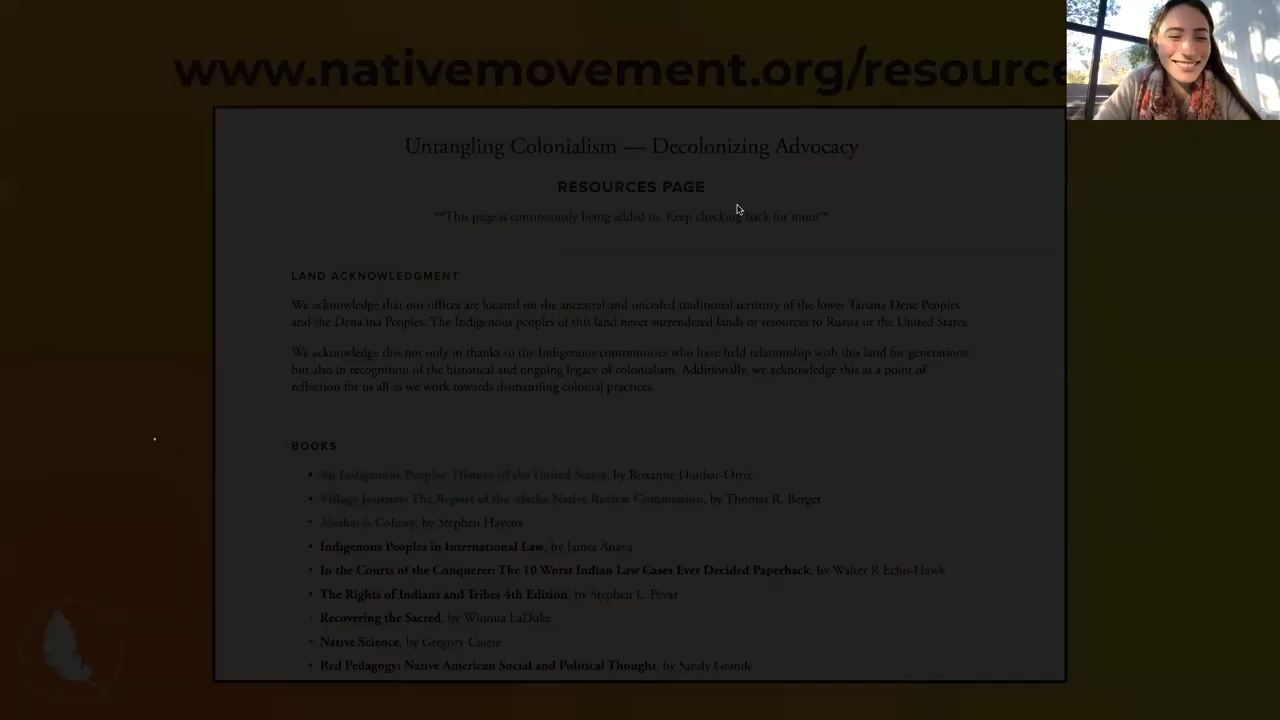 www.nativemovement.org/resource
Untangling Colonialism — Decolonizing Advocacy
RESOURCES PAGE
**This page is continuously being added to. Keep checking back for more**
LAND ACKNOWLEDGMENT
We acknowledge that our offices are located on the ancestral and unceded traditional territory of the lower Tanana Dene Peoples
and the Dena'ina Peoples. The Indigenous peoples of this land never surrendered lands or resources to Russia or the United States.
We acknowledge this not only in thanks to the Indigenous communities who have held relationship with this land for generations
but also in recognition of the historical and ongoing legacy of colonialism. Additionally, we acknowledge this as a point of
reflection for us all as we work towards dismantling colonial practices.
BOOKS
• An Indigenous Peoples' History of the United States, by Roxanne Dunbar-Ortiz
• Village Journey: The Report of the Alaska Native Review Commission, by Thomas R. Berger
• Alaska: A Colony, by Stephen Haycox
• Indigenous Peoples in International Law, by James Anaya
• In the Courts of the Conquerer: The 10 Worst Indian Law Cases Ever Decided Paperback, by Walter R Echo-Hawk
• The Rights of Indians and Tribes 4th Edition, by Stephen L. Pevar
• Recovering the Sacred, by Winona LaDuke
• Native Science, by Gregory Cajete
• Red Pedagogy: Native American Social and Political Thought, by Sandy Grande